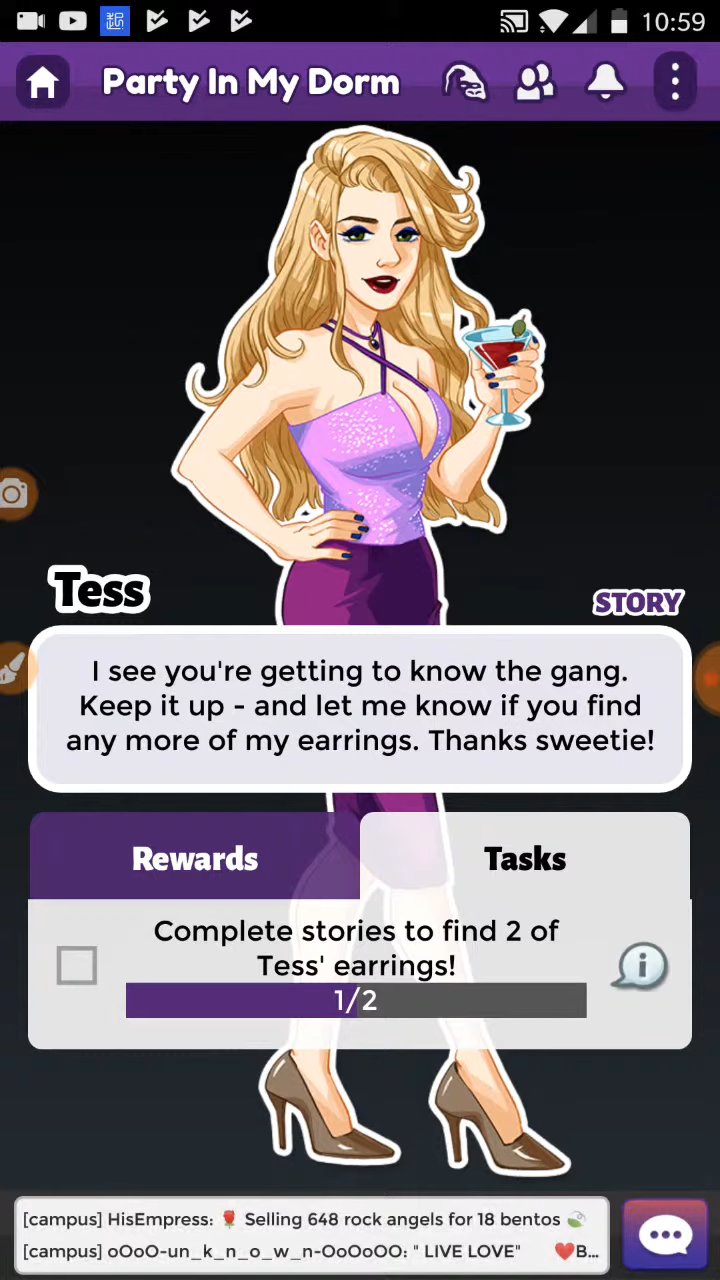 10:59
Party In My Dorm
Tess
STORY
I see you're getting to know the gang.
Keep it up - and let me know if you find
any more of my earrings. Thanks sweetie!
Rewards
Tasks
Complete stories to find 2 of
Tess' earrings!
1/2
[campus] HisEmpress: 🌹 Selling 648 rock angels for 18 bentos 🍃
[campus] oOoO-un_k_n_o_w_n-OoOoOO: " LIVE LOVE" ❤️B...